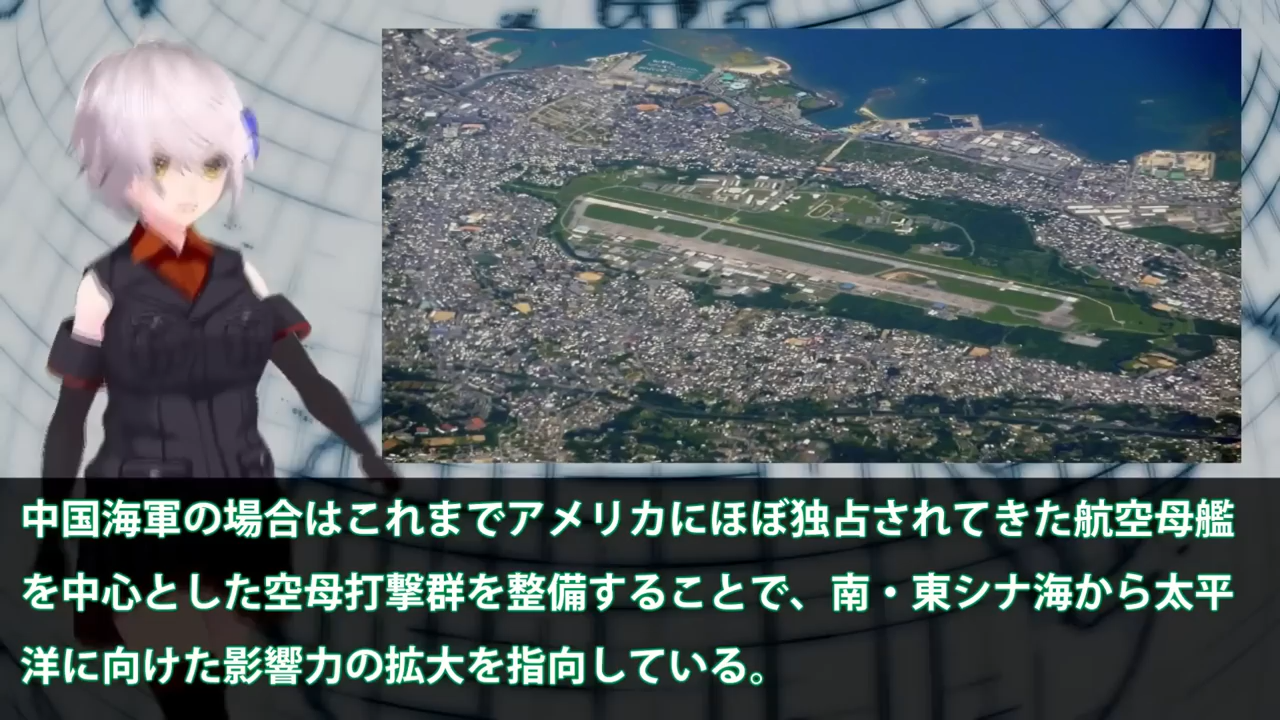 中国海軍の場合はこれまでアメリカにほぼ独占されてきた航空母艦
を中心とした空母打撃群を整備することで、南・東シナ海から太平
洋に向けた影響力の拡大を指向している。